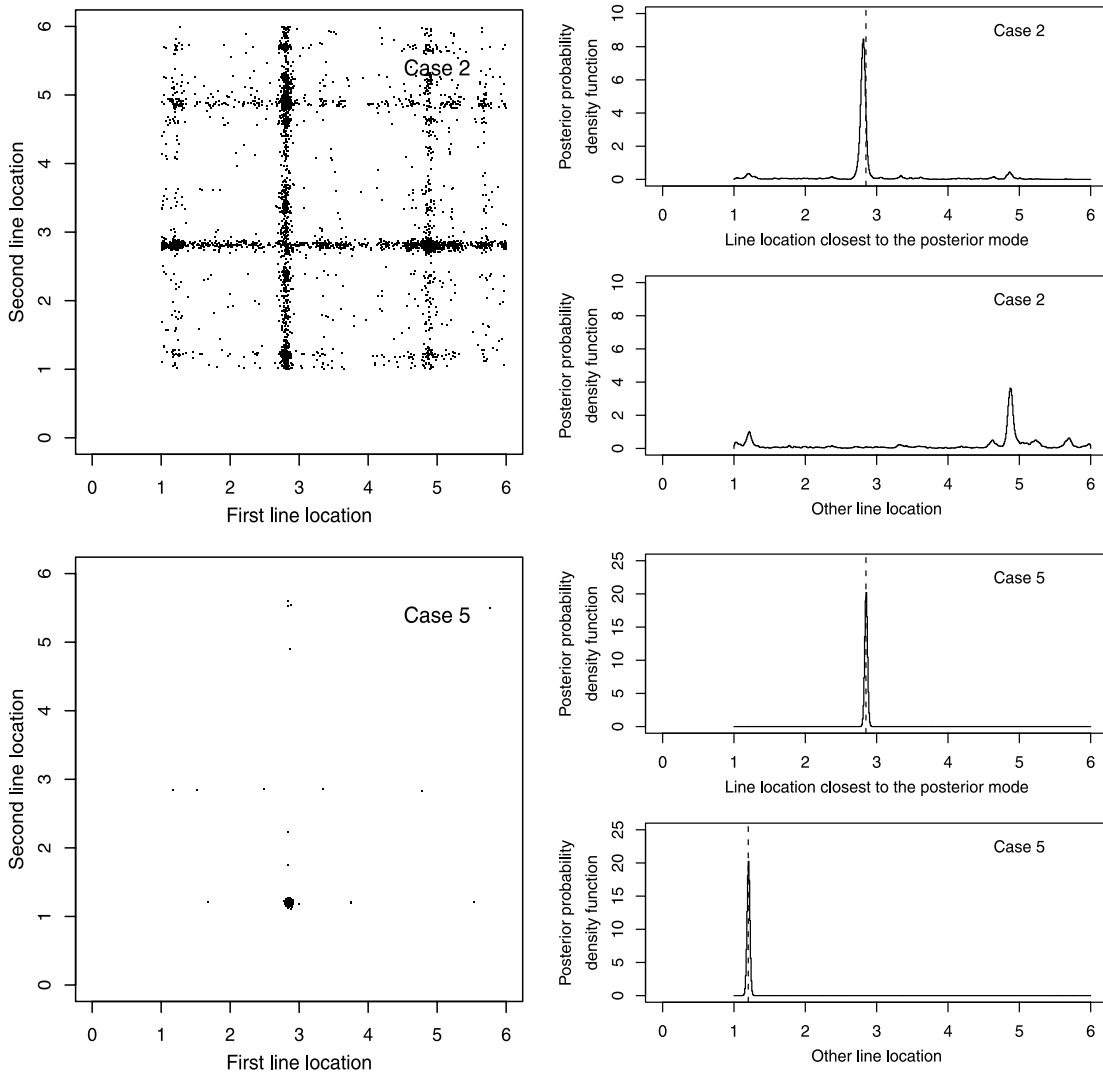 Second line location
6
5
4
3
2
1
0
Case 2
0 1 2 3 4 5 6
First line location
Posterior probability
density function
10
8
6
4
2
0
Case 2
0 1 2 3 4 5 6
Line location closest to the posterior mode
Posterior probability
density function
10
8
6
4
2
0
Case 2
0 1 2 3 4 5 6
Other line location
Second line location
6
5
4
3
2
1
0
Case 5
0 1 2 3 4 5 6
First line location
Posterior probability
density function
25
20
15
10
5
0
Case 5
0 1 2 3 4 5 6
Line location closest to the posterior mode
Posterior probability
density function
25
20
15
10
5
0
Case 5
0 1 2 3 4 5 6
Other line location